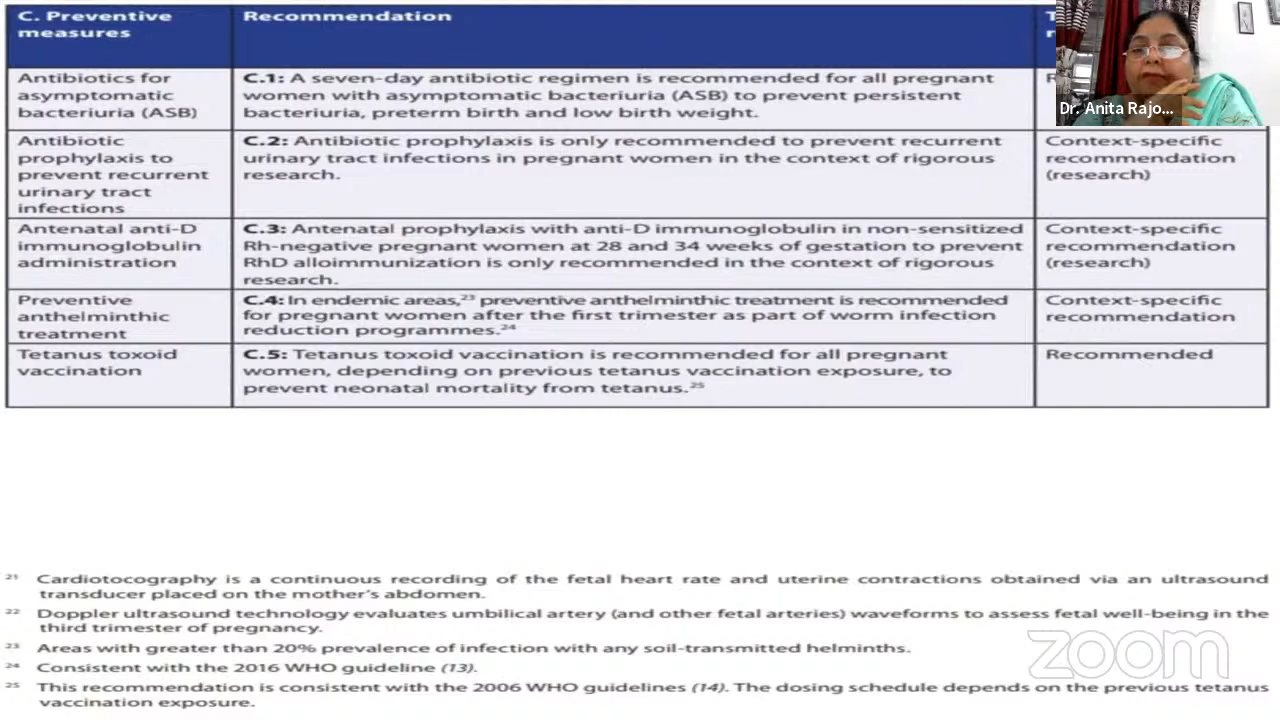 C. Preventive measures
Recommendation
Antibiotics for
asymptomatic
bacteriuria (ASB)
C.1: A seven-day antibiotic regimen is recommended for all pregnant
women with asymptomatic bacteriuria (ASB) to prevent persistent
bacteriuria, preterm birth and low birth weight.
Antibiotic
prophylaxis to
prevent recurrent
urinary tract
infections
C.2: Antibiotic prophylaxis is only recommended to prevent recurrent
urinary tract infections in pregnant women in the context of rigorous
research.
Context-specific
recommendation
(research)
Antenatal anti-D
immunoglobulin
administration
C.3: Antenatal prophylaxis with anti-D immunoglobulin in non-sensitized
Rh-negative pregnant women at 28 and 34 weeks of gestation to prevent
RhD alloimmunization is only recommended in the context of rigorous
research.
Context-specific
recommendation
(research)
Preventive
anthelminthic
treatment
C.4: In endemic areas,²³ preventive anthelminthic treatment is recommended
for pregnant women after the first trimester as part of worm infection
reduction programmes.²⁴
Context-specific
recommendation
Tetanus toxoid
vaccination
C.5: Tetanus toxoid vaccination is recommended for all pregnant
women, depending on previous tetanus vaccination exposure, to
prevent neonatal mortality from tetanus.²⁵
Recommended
Dr. Anita Rajo...
²¹ Cardiotocography is a continuous recording of the fetal heart rate and uterine contractions obtained via an ultrasound
transducer placed on the mother's abdomen.
²² Doppler ultrasound technology evaluates umbilical artery (and other fetal arteries) waveforms to assess fetal well-being in the
third trimester of pregnancy.
²³ Areas with greater than 20% prevalence of infection with any soil-transmitted helminths.
²⁴ Consistent with the 2016 WHO guideline (13).
²⁵ This recommendation is consistent with the 2006 WHO guidelines (14). The dosing schedule depends on the previous tetanus
vaccination exposure.
zoom